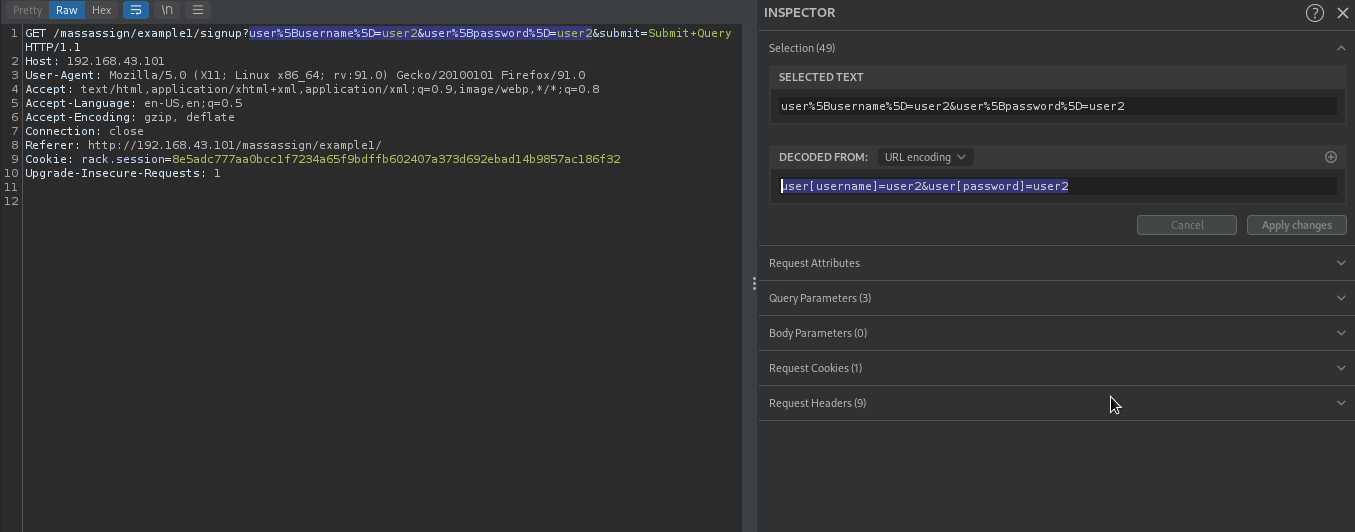 Pretty Raw Hex \n
1 GET /massassign/example1/signup?user%5Busername%5D=user2&user%5Bpassword%5D=user2&submit=Submit+Query
HTTP/1.1
2 Host: 192.168.43.101
3 User-Agent: Mozilla/5.0 (X11; Linux x86_64; rv:91.0) Gecko/20100101 Firefox/91.0
4 Accept: text/html,application/xhtml+xml,application/xml;q=0.9,image/webp,*/*;q=0.8
5 Accept-Language: en-US,en;q=0.5
6 Accept-Encoding: gzip, deflate
7 Connection: close
8 Referer: http://192.168.43.101/massassign/example1/
9 Cookie: rack.session=8e5adc777aa0bcc1f7234a65f9bdffb602407a373d692ebad14b9857ac186f32
10 Upgrade-Insecure-Requests: 1
11
12
INSPECTOR ?
Selection (49)
SELECTED TEXT
user%5Busername%5D=user2&user%5Bpassword%5D=user2
DECODED FROM: URL encoding
user[username]=user2&user[password]=user2
Cancel Apply changes
Request Attributes
Query Parameters (3)
Body Parameters (0)
Request Cookies (1)
Request Headers (9)